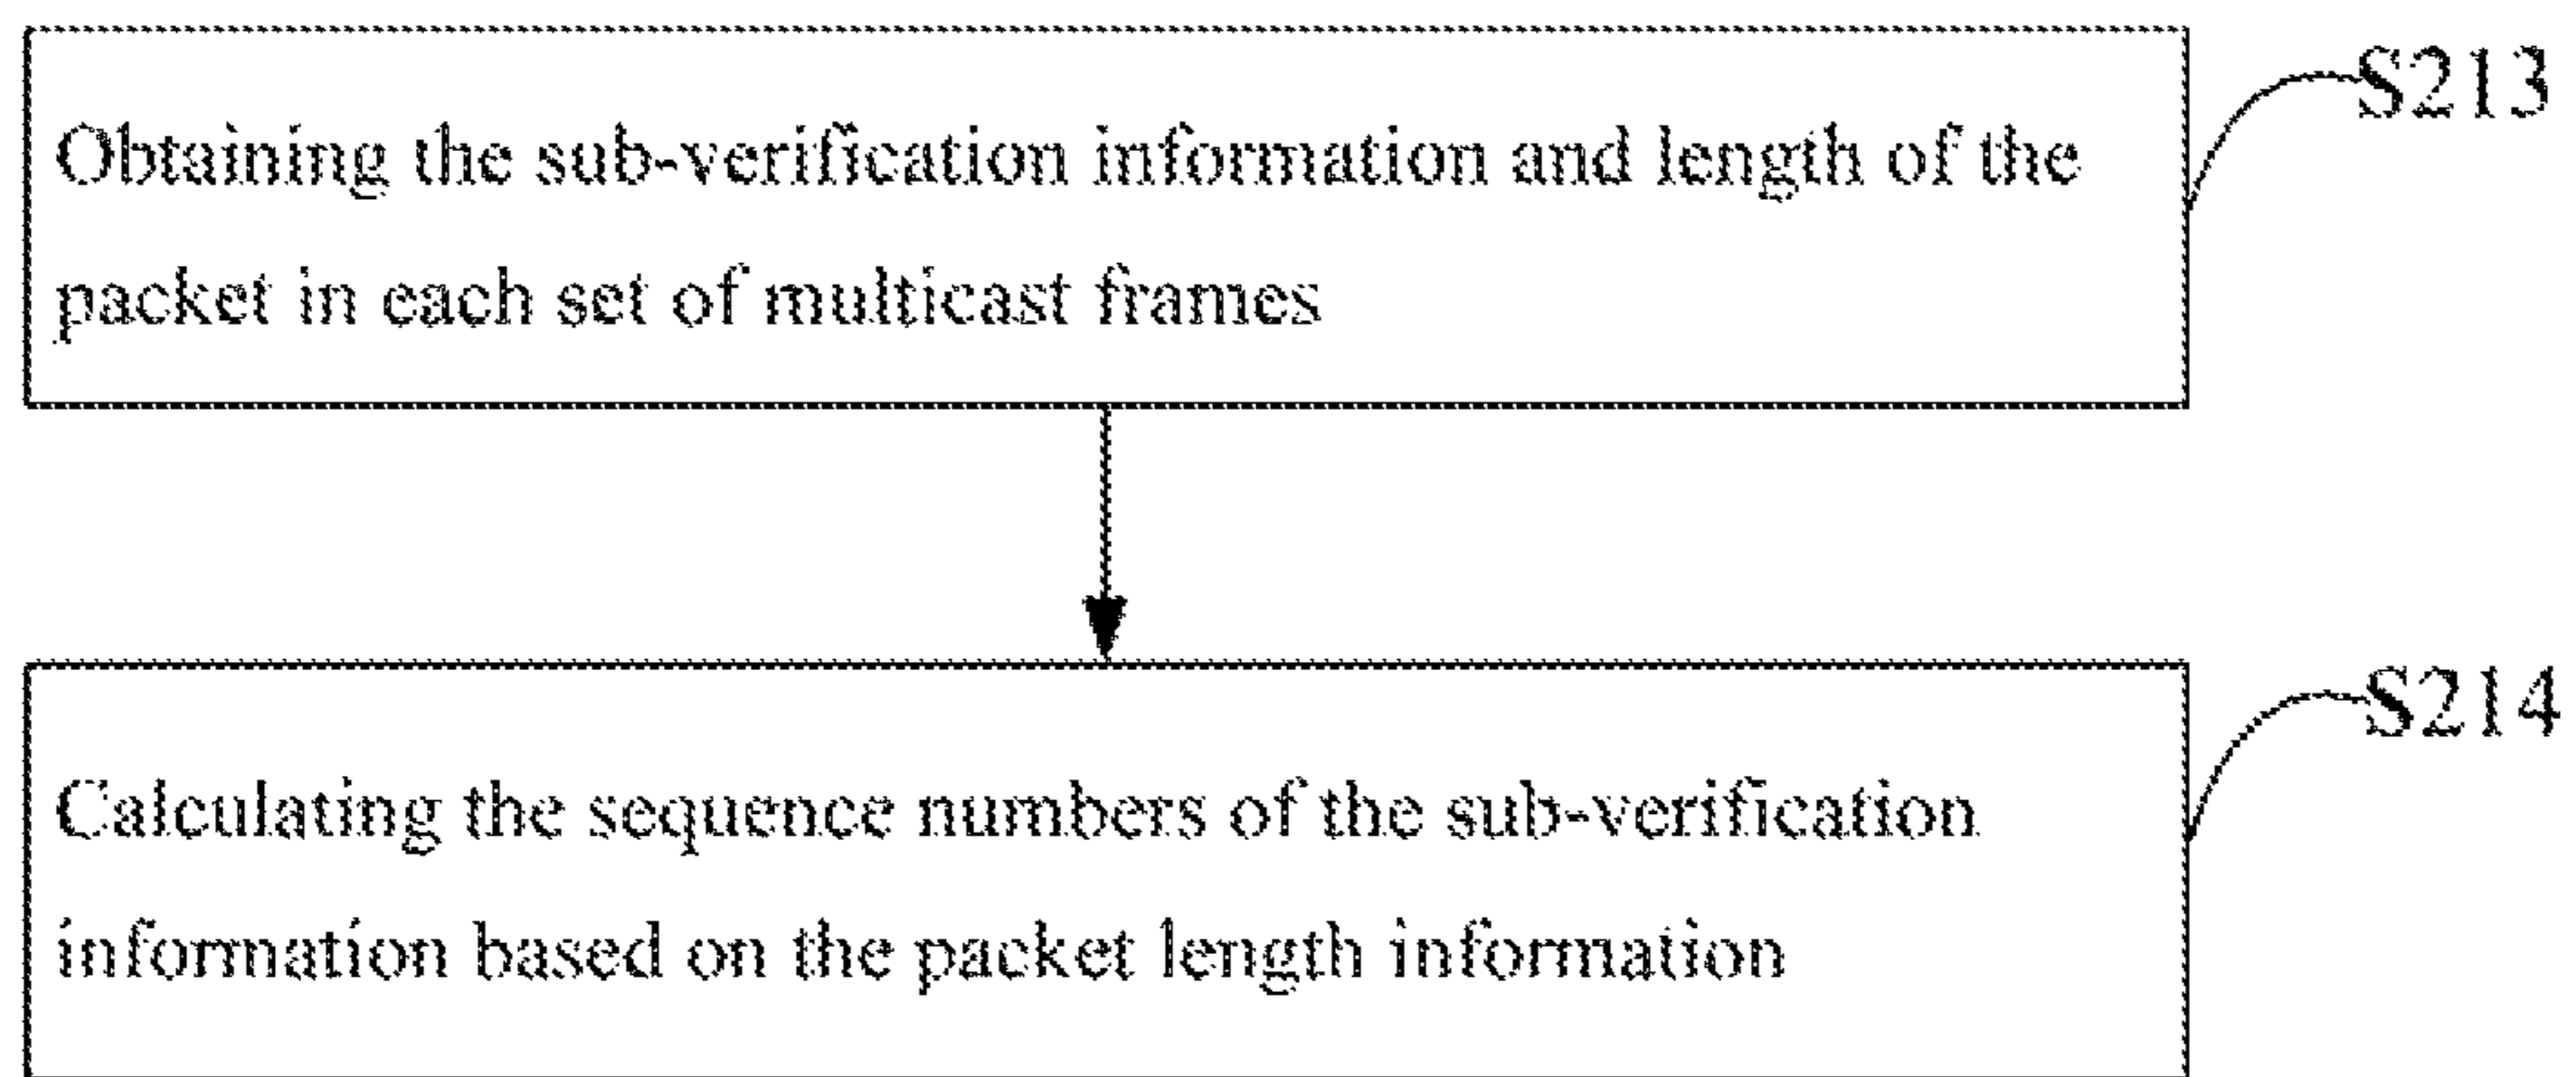 S213
Obtaining the sub-verification information and length of the
packet in each set of multicast frames
S214
Calculating the sequence numbers of the sub-verification
information based on the packet length information